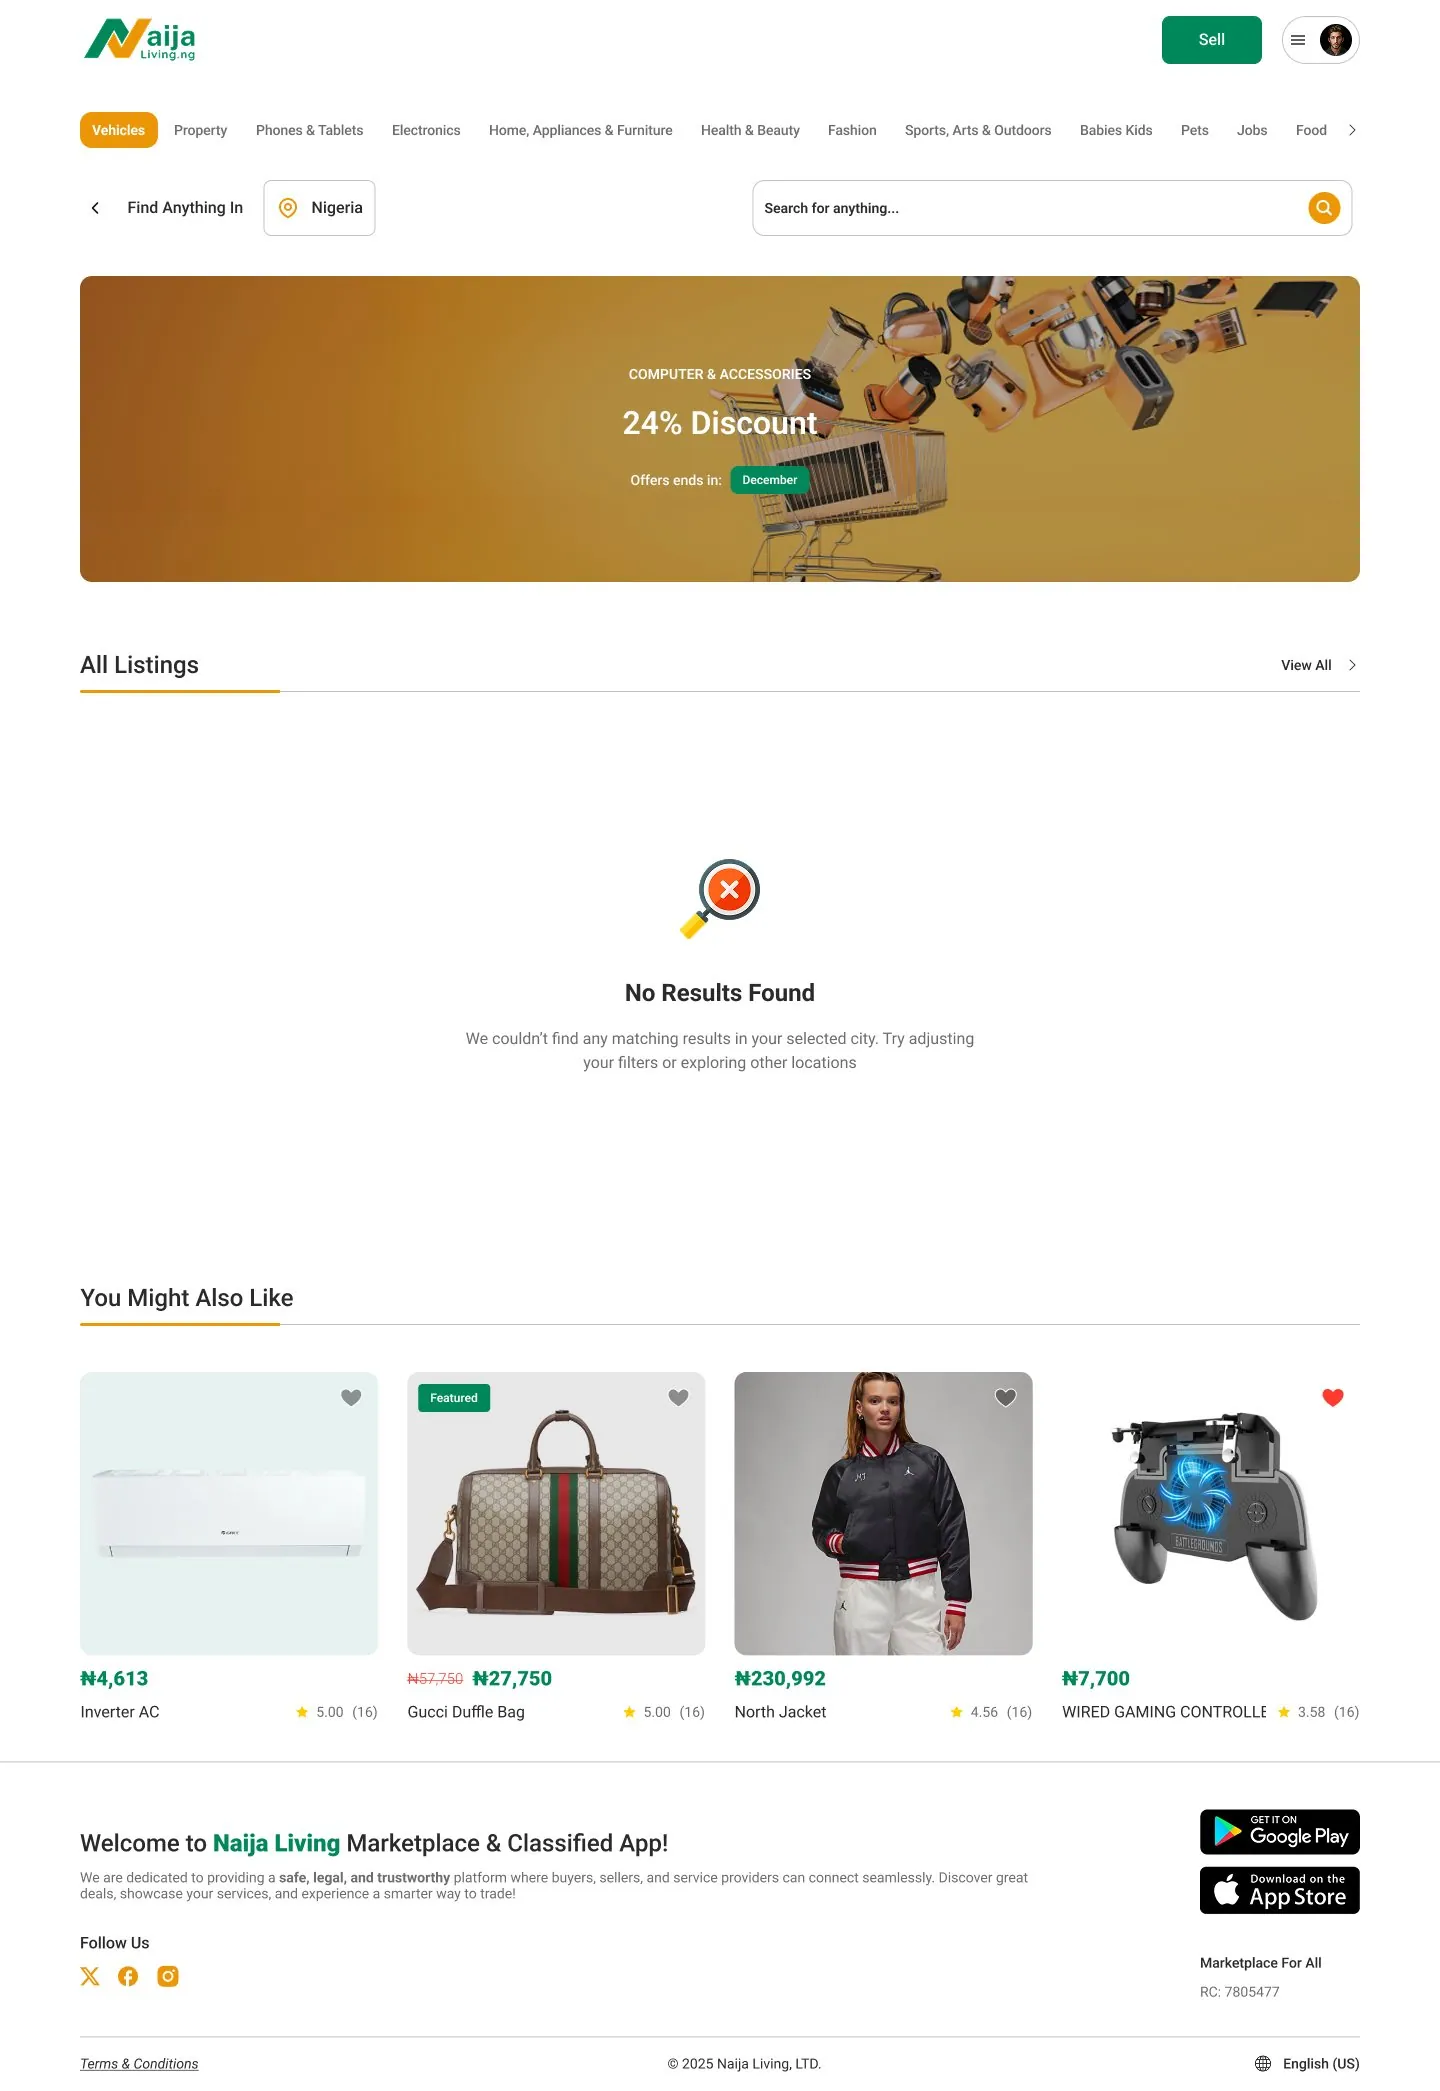 Naija
Living.ng
Sell
Vehicles Property Phones & Tablets Electronics Home, Appliances & Furniture Health & Beauty Fashion Sports, Arts & Outdoors Babies Kids Pets Jobs Food
Find Anything In Nigeria Search for anything...
COMPUTER & ACCESSORIES
24% Discount
Offers ends in: December
All Listings View All
No Results Found
We couldn’t find any matching results in your selected city. Try adjusting
your filters or exploring other locations
You Might Also Like
GREE
Featured
MJ
BATTLEGROUNDS
₦4,613 ₦57,750 ₦27,750 ₦230,992 ₦7,700
Inverter AC 5.00 (16) Gucci Duffle Bag 5.00 (16) North Jacket 4.56 (16) WIRED GAMING CONTROLLE 3.58 (16)
Welcome to Naija Living Marketplace & Classified App!
We are dedicated to providing a safe, legal, and trustworthy platform where buyers, sellers, and service providers can connect seamlessly. Discover great
deals, showcase your services, and experience a smarter way to trade!
GET IT ON
Google Play
Download on the
App Store
Follow Us
Marketplace For All
RC: 7805477
Terms & Conditions © 2025 Naija Living, LTD. English (US)